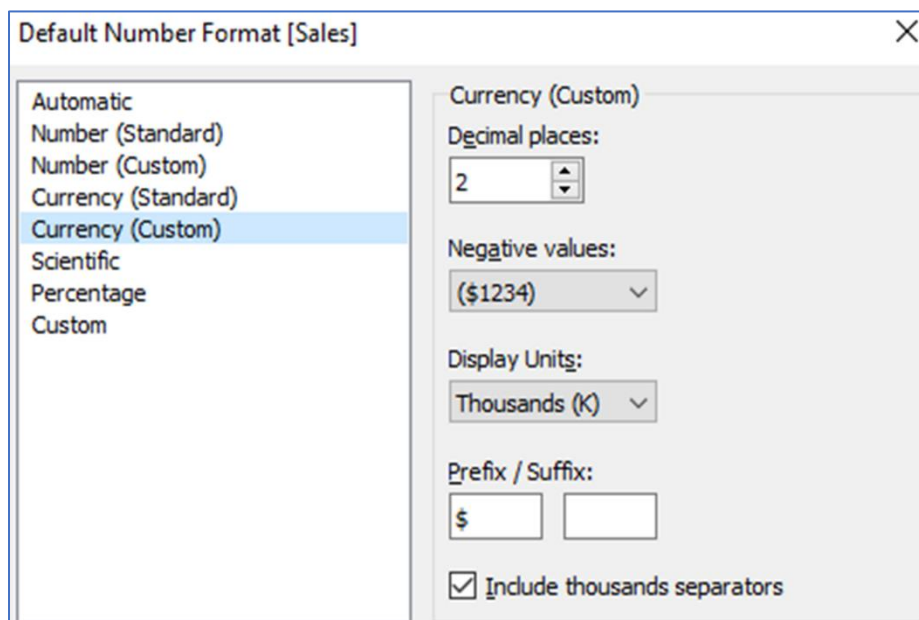 Default Number Format [Sales]
Automatic
Number (Standard)
Number (Custom)
Currency (Standard)
Currency (Custom)
Scientific
Percentage
Custom
Currency (Custom)
Decimal places:
2
Negative values:
($1234)
Display Units:
Thousands (K)
Prefix / Suffix:
$
Include thousands separators